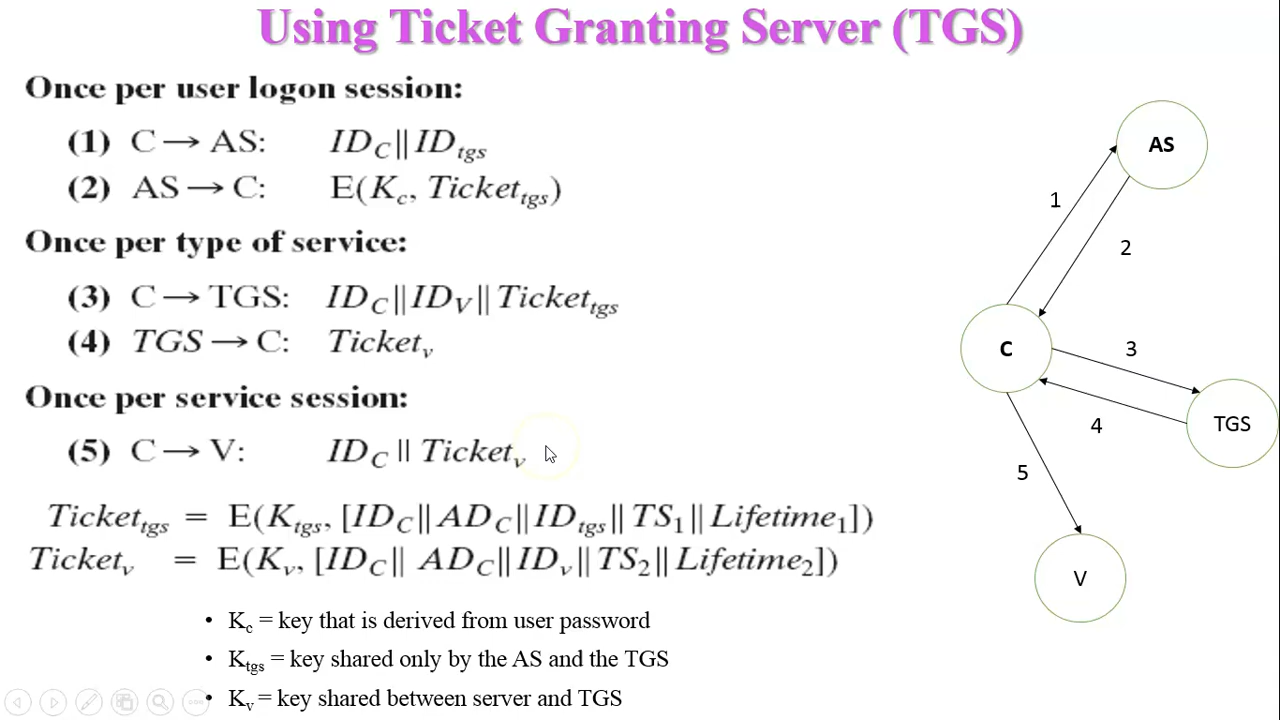 Using Ticket Granting Server (TGS)
Once per user logon session:
(1) C → AS: ID_C || ID_tgs
(2) AS → C: E(K_c, Ticket_tgs)
Once per type of service:
(3) C → TGS: ID_C || ID_V || Ticket_tgs
(4) TGS → C: Ticket_v
Once per service session:
(5) C → V: ID_C || Ticket_v
Ticket_tgs = E(K_tgs, [ID_C || AD_C || ID_tgs || TS_1 || Lifetime_1])
Ticket_v = E(K_v, [ID_C || AD_C || ID_v || TS_2 || Lifetime_2])
• K_c = key that is derived from user password
• K_tgs = key shared only by the AS and the TGS
• K_v = key shared between server and TGS
AS
1
2
C
3
4
TGS
5
V